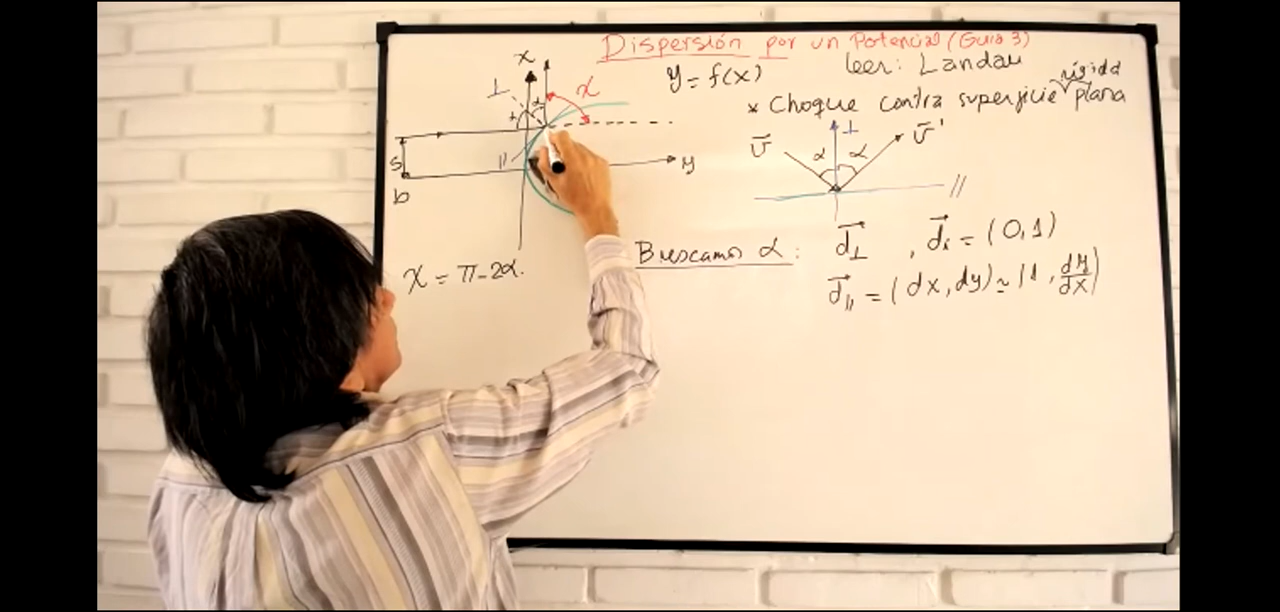 Dispersión por un Potencial (Guia 3)
y = f(x)
leer: Landau
rígida
* Choque contra superficie plana
x
⊥
χ
α
α
S
b
//
y
χ = π - 2α.
v⃗
⊥
v⃗'
α
α
//
Buscamos α :
d⃗⊥ , d⃗i = (0,1)
d⃗// = (dx, dy) ≃ (1, dy/dx)